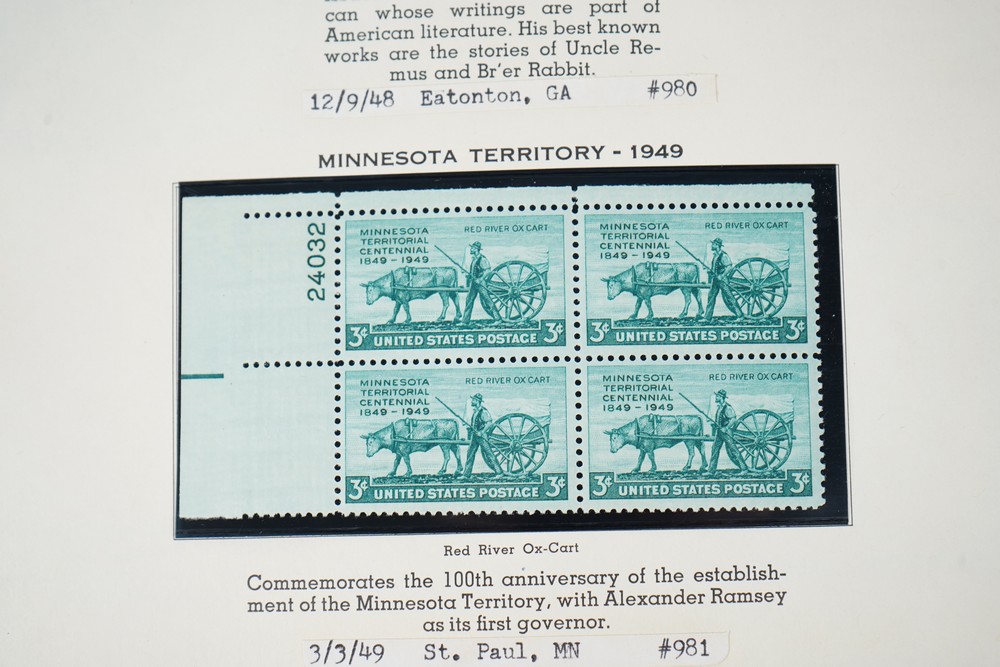 can whose writings are part of
American literature. His best known
works are the stories of Uncle Re-
mus and Br'er Rabbit.
12/9/48 Eatonton, GA #980
MINNESOTA TERRITORY - 1949
24032
MINNESOTA
TERRITORIAL
CENTENNIAL
1849 - 1949
RED RIVER OX CART
3¢ UNITED STATES POSTAGE 3¢
MINNESOTA
TERRITORIAL
CENTENNIAL
1849 - 1949
RED RIVER OX CART
3¢ UNITED STATES POSTAGE 3¢
MINNESOTA
TERRITORIAL
CENTENNIAL
1849 - 1949
RED RIVER OX CART
3¢ UNITED STATES POSTAGE 3¢
MINNESOTA
TERRITORIAL
CENTENNIAL
1849 - 1949
RED RIVER OX CART
3¢ UNITED STATES POSTAGE 3¢
Red River Ox-Cart
Commemorates the 100th anniversary of the establish-
ment of the Minnesota Territory, with Alexander Ramsey
as its first governor.
3/3/49 St. Paul, MN #981